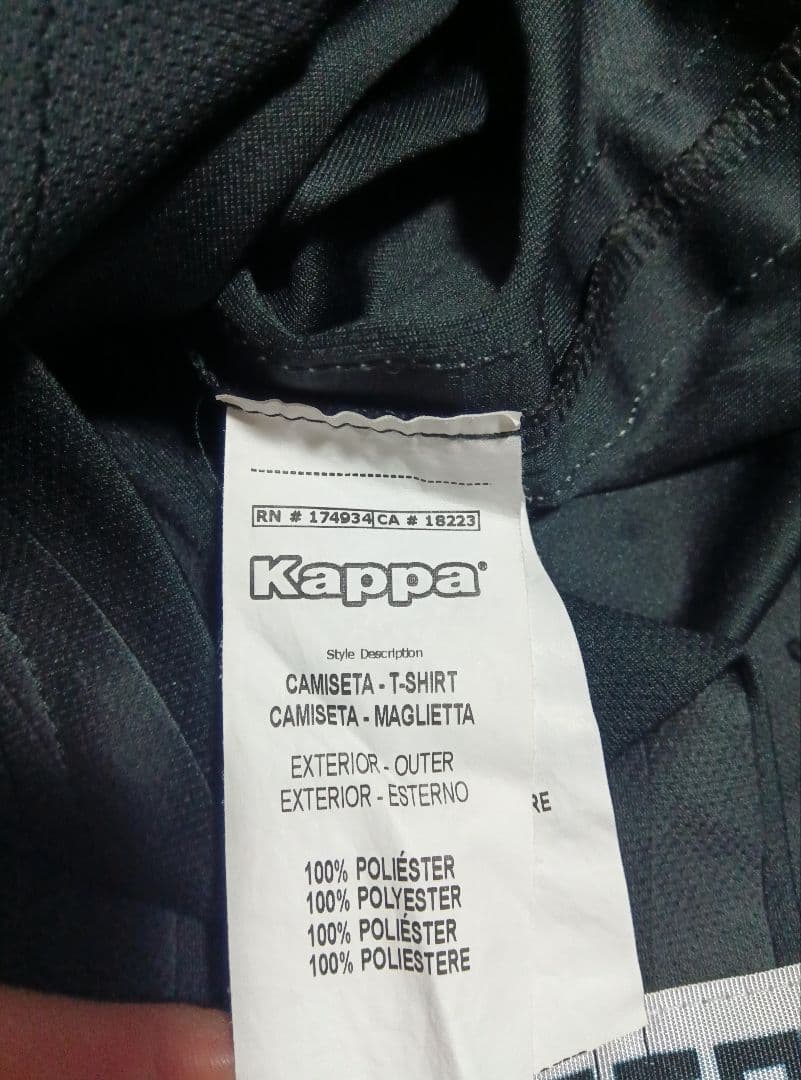 RN # 174934 CA # 18223
Kappa®
Style Description
CAMISETA - T-SHIRT
CAMISETA - MAGLIETTA
EXTERIOR - OUTER
EXTERIOR - ESTERNO
RE
100% POLIÉSTER
100% POLYESTER
100% POLIÉSTER
100% POLIESTERE